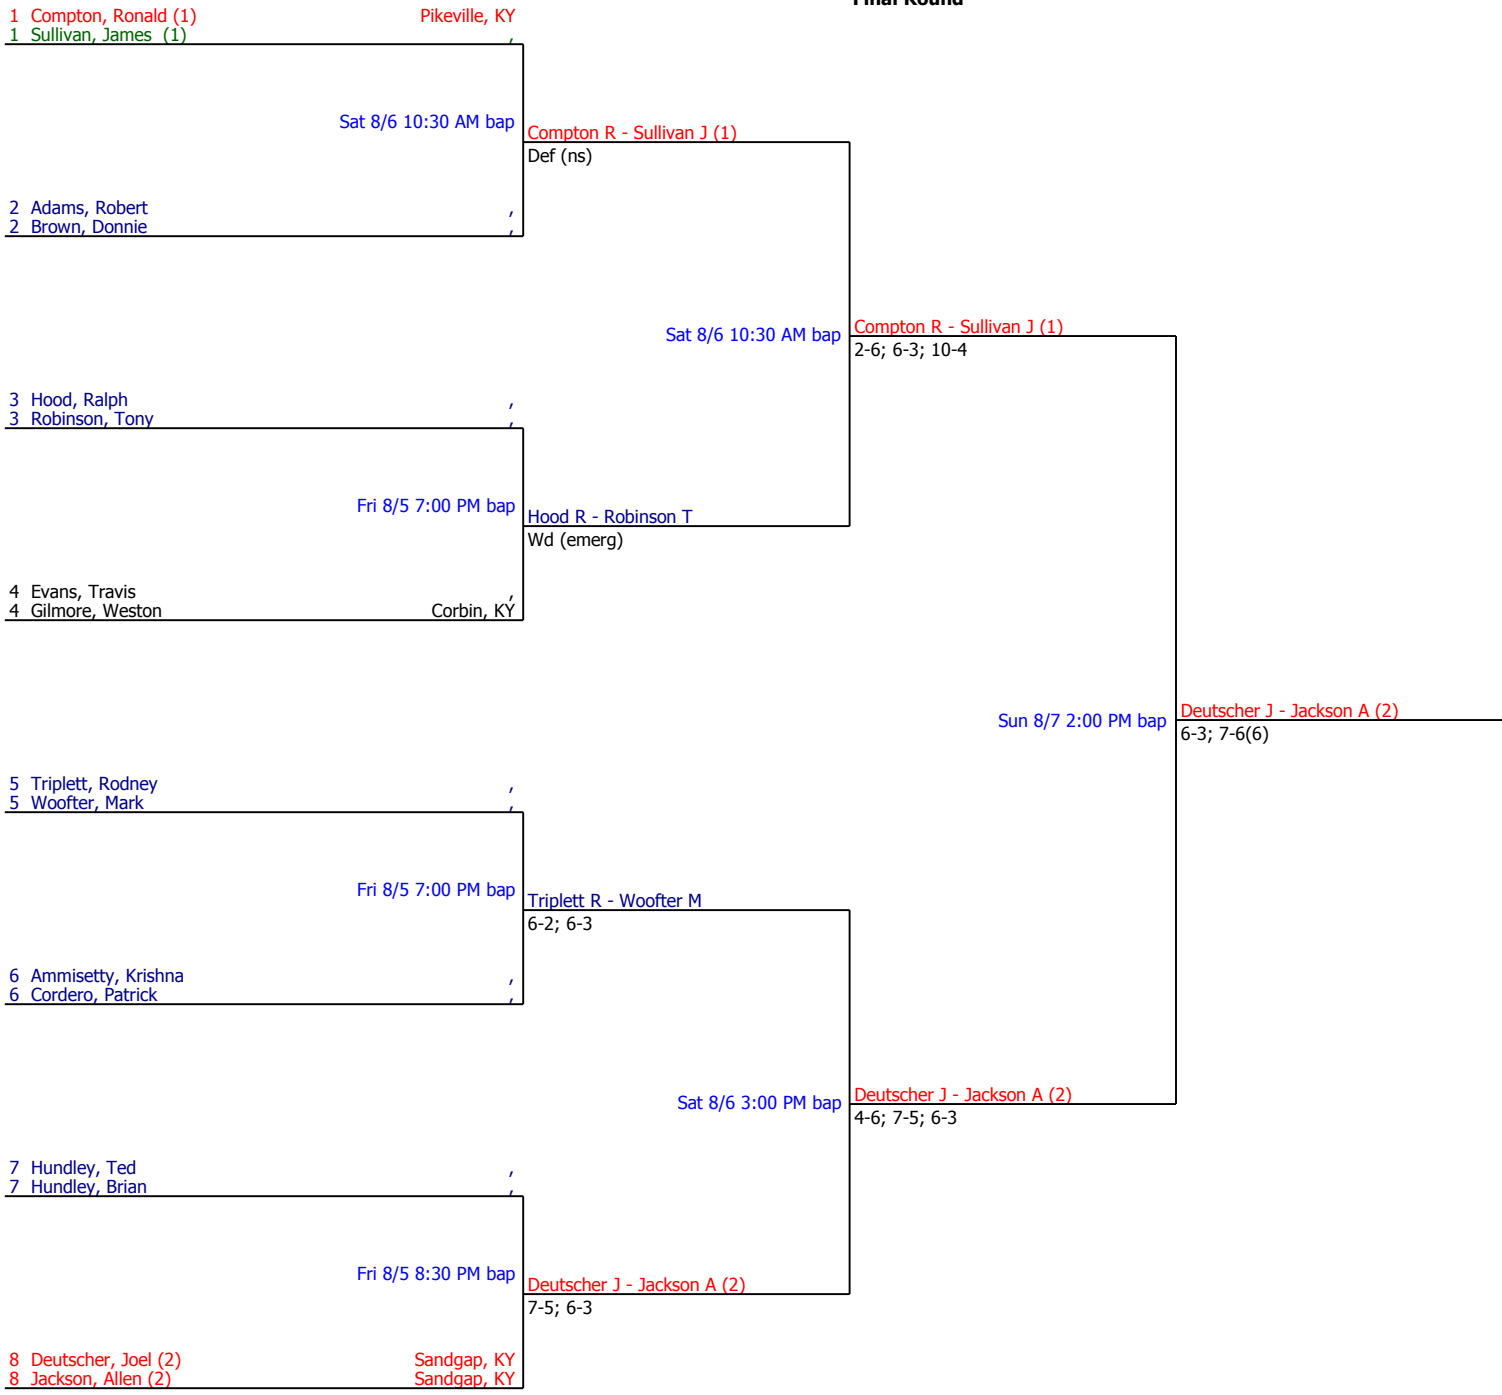 Final Round
1 Compton, Ronald (1) Pikeville, KY
1 Sullivan, James (1) ,
Sat 8/6 10:30 AM bap
Compton R - Sullivan J (1)
Def (ns)
2 Adams, Robert ,
2 Brown, Donnie ,
Sat 8/6 10:30 AM bap
Compton R - Sullivan J (1)
2-6; 6-3; 10-4
3 Hood, Ralph ,
3 Robinson, Tony ,
Fri 8/5 7:00 PM bap
Hood R - Robinson T
Wd (emerg)
4 Evans, Travis ,
4 Gilmore, Weston Corbin, KY
Sun 8/7 2:00 PM bap
Deutscher J - Jackson A (2)
6-3; 7-6(6)
5 Triplett, Rodney ,
5 Woofter, Mark ,
Fri 8/5 7:00 PM bap
Triplett R - Woofter M
6-2; 6-3
6 Ammisetty, Krishna ,
6 Cordero, Patrick ,
Sat 8/6 3:00 PM bap
Deutscher J - Jackson A (2)
4-6; 7-5; 6-3
7 Hundley, Ted ,
7 Hundley, Brian ,
Fri 8/5 8:30 PM bap
Deutscher J - Jackson A (2)
7-5; 6-3
8 Deutscher, Joel (2) Sandgap, KY
8 Jackson, Allen (2) Sandgap, KY